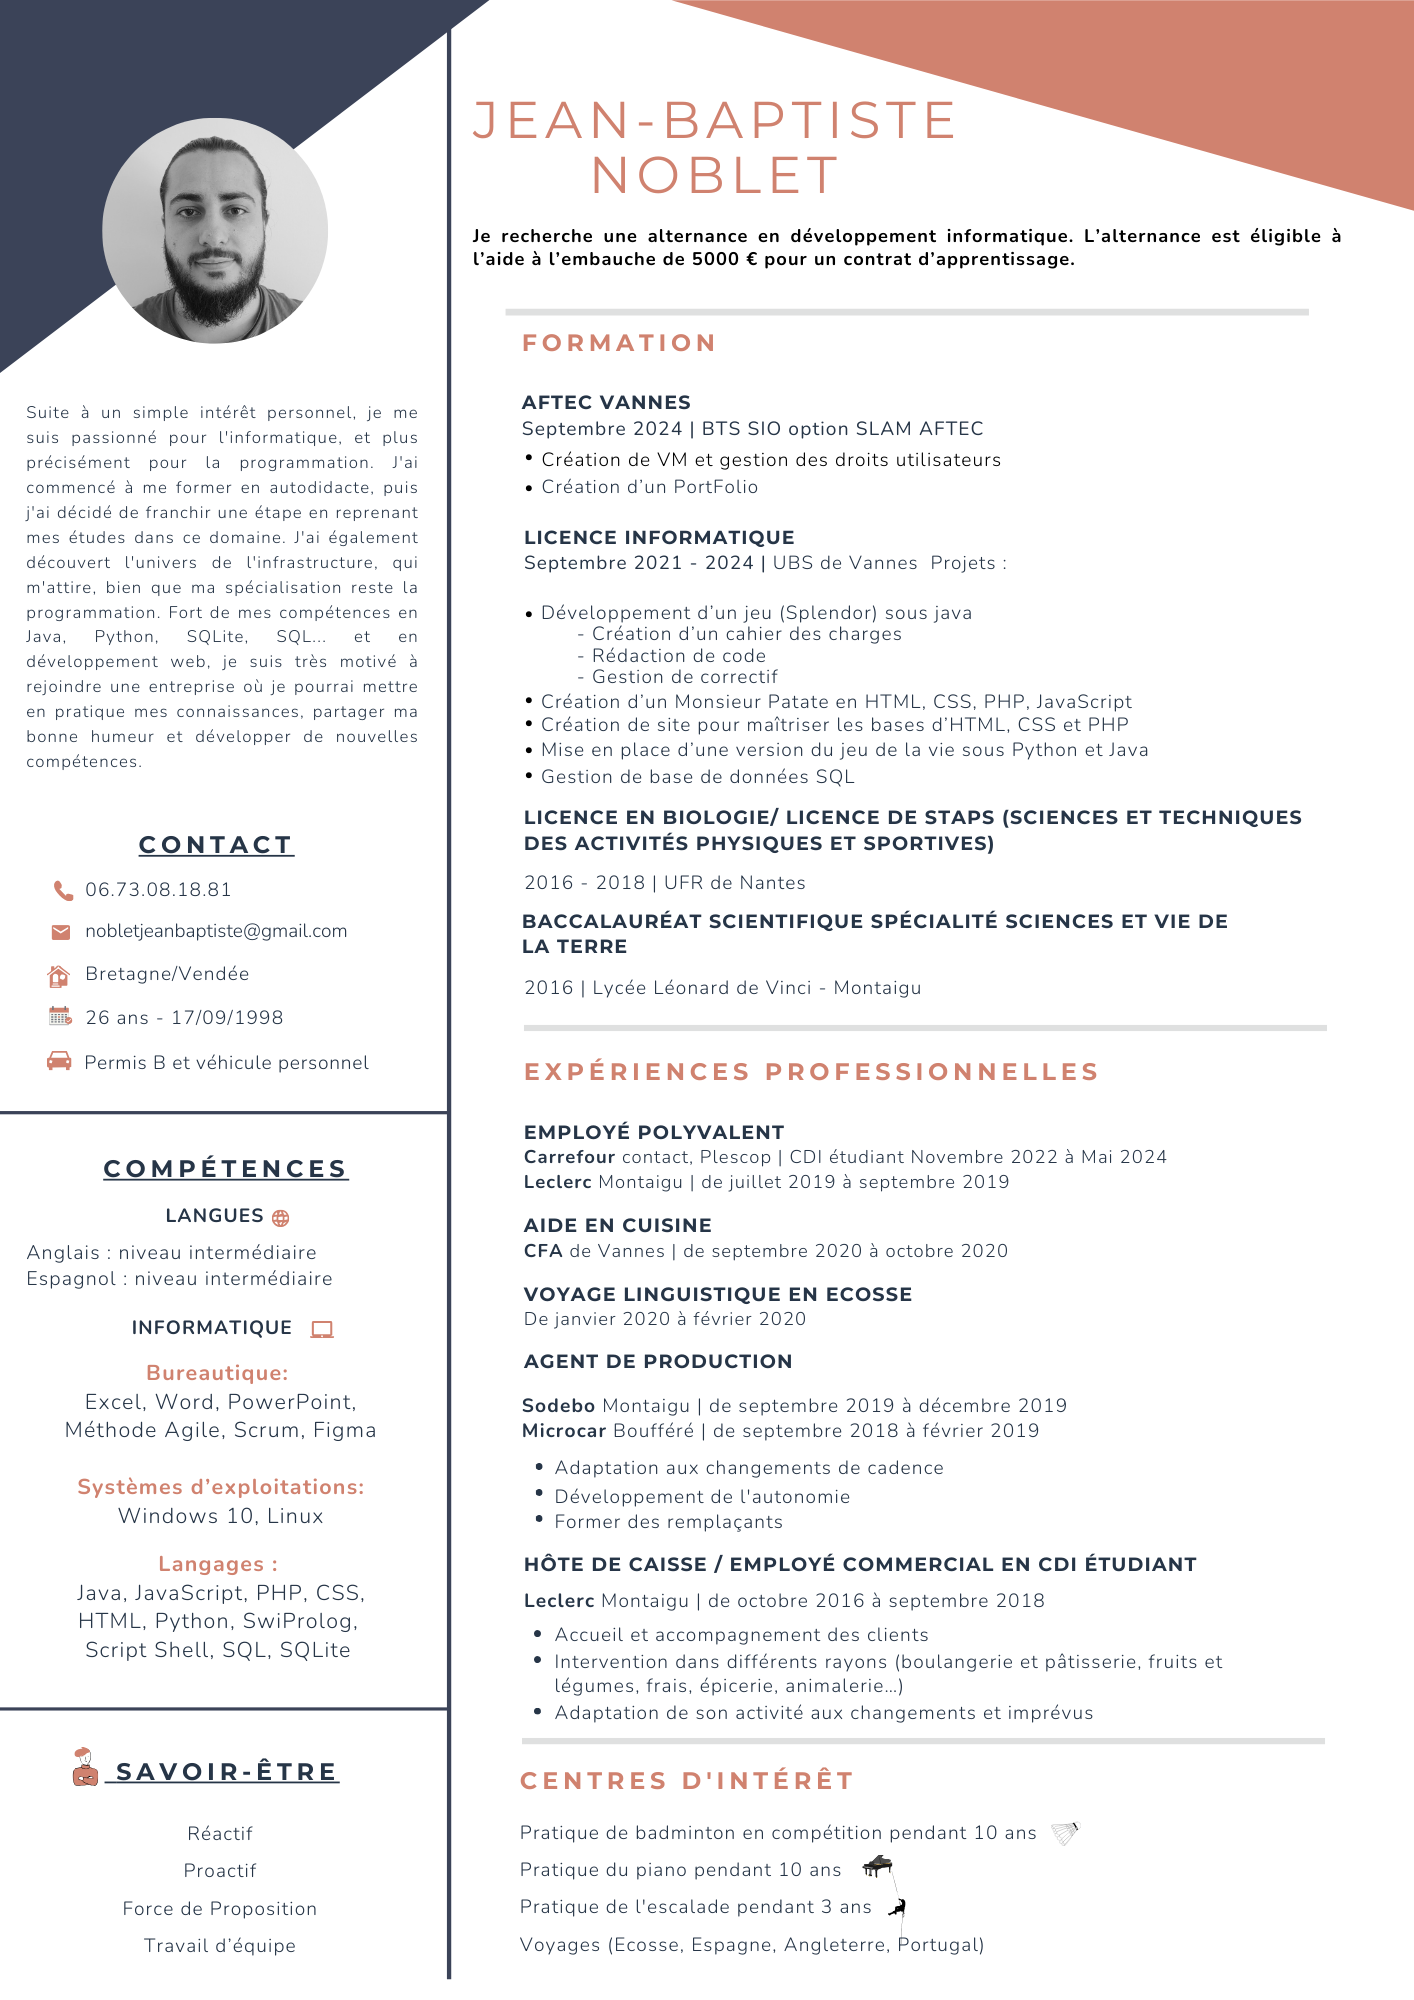 JEAN-BAPTISTE
NOBLET
Je recherche une alternance en développement informatique. L’alternance est éligible à
l’aide à l’embauche de 5000 € pour un contrat d’apprentissage.
Suite à un simple intérêt personnel, je me
suis passionné pour l'informatique, et plus
précisément pour la programmation. J'ai
commencé à me former en autodidacte, puis
j'ai décidé de franchir une étape en reprenant
mes études dans ce domaine. J'ai également
découvert l'univers de l'infrastructure, qui
m'attire, bien que ma spécialisation reste la
programmation. Fort de mes compétences en
Java, Python, SQLite, SQL... et en
développement web, je suis très motivé à
rejoindre une entreprise où je pourrai mettre
en pratique mes connaissances, partager ma
bonne humeur et développer de nouvelles
compétences.
CONTACT
06.73.08.18.81
nobletjeanbaptiste@gmail.com
Bretagne/Vendée
26 ans - 17/09/1998
Permis B et véhicule personnel
COMPÉTENCES
LANGUES
Anglais : niveau intermédiaire
Espagnol : niveau intermédiaire
INFORMATIQUE
Bureautique:
Excel, Word, PowerPoint,
Méthode Agile, Scrum, Figma
Systèmes d’exploitations:
Windows 10, Linux
Langages :
Java, JavaScript, PHP, CSS,
HTML, Python, SwiProlog,
Script Shell, SQL, SQLite
SAVOIR-ÊTRE
Réactif
Proactif
Force de Proposition
Travail d’équipe
FORMATION
AFTEC VANNES
Septembre 2024 | BTS SIO option SLAM AFTEC
• Création de VM et gestion des droits utilisateurs
• Création d’un PortFolio
LICENCE INFORMATIQUE
Septembre 2021 - 2024 | UBS de Vannes Projets :
• Développement d’un jeu (Splendor) sous java
- Création d’un cahier des charges
- Rédaction de code
- Gestion de correctif
• Création d’un Monsieur Patate en HTML, CSS, PHP, JavaScript
• Création de site pour maîtriser les bases d’HTML, CSS et PHP
• Mise en place d’une version du jeu de la vie sous Python et Java
• Gestion de base de données SQL
LICENCE EN BIOLOGIE/ LICENCE DE STAPS (SCIENCES ET TECHNIQUES
DES ACTIVITÉS PHYSIQUES ET SPORTIVES)
2016 - 2018 | UFR de Nantes
BACCALAURÉAT SCIENTIFIQUE SPÉCIALITÉ SCIENCES ET VIE DE
LA TERRE
2016 | Lycée Léonard de Vinci - Montaigu
EXPÉRIENCES PROFESSIONNELLES
EMPLOYÉ POLYVALENT
Carrefour contact, Plescop | CDI étudiant Novembre 2022 à Mai 2024
Leclerc Montaigu | de juillet 2019 à septembre 2019
AIDE EN CUISINE
CFA de Vannes | de septembre 2020 à octobre 2020
VOYAGE LINGUISTIQUE EN ECOSSE
De janvier 2020 à février 2020
AGENT DE PRODUCTION
Sodebo Montaigu | de septembre 2019 à décembre 2019
Microcar Boufféré | de septembre 2018 à février 2019
• Adaptation aux changements de cadence
• Développement de l'autonomie
• Former des remplaçants
HÔTE DE CAISSE / EMPLOYÉ COMMERCIAL EN CDI ÉTUDIANT
Leclerc Montaigu | de octobre 2016 à septembre 2018
• Accueil et accompagnement des clients
• Intervention dans différents rayons (boulangerie et pâtisserie, fruits et
légumes, frais, épicerie, animalerie…)
• Adaptation de son activité aux changements et imprévus
CENTRES D'INTÉRÊT
Pratique de badminton en compétition pendant 10 ans
Pratique du piano pendant 10 ans
Pratique de l'escalade pendant 3 ans
Voyages (Ecosse, Espagne, Angleterre, Portugal)